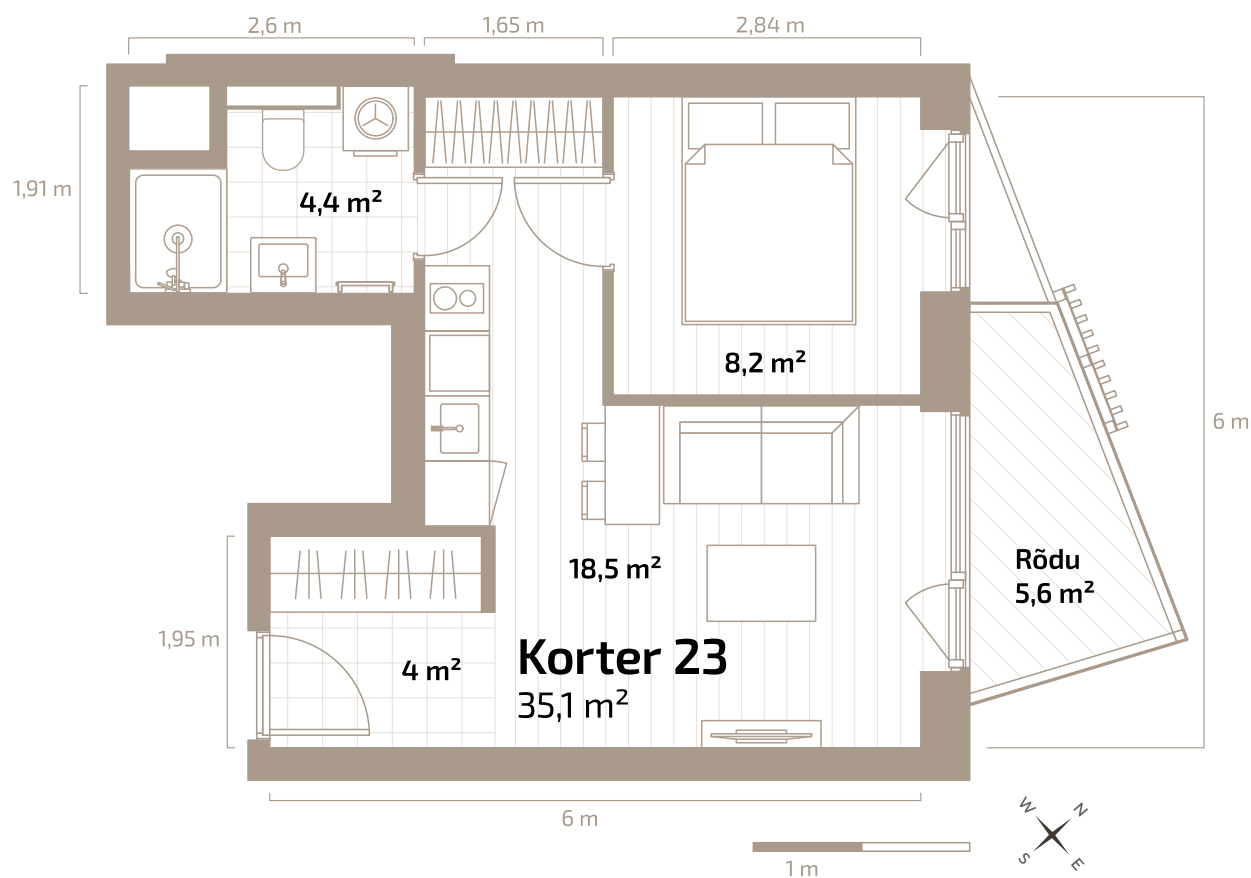 2,6 m
1,65 m
2,84 m
1,91 m
4,4 m²
8,2 m²
6 m
18,5 m²
Rõdu
5,6 m²
1,95 m
4 m²
Korter 23
35,1 m²
6 m
1 m
W
N
S
E